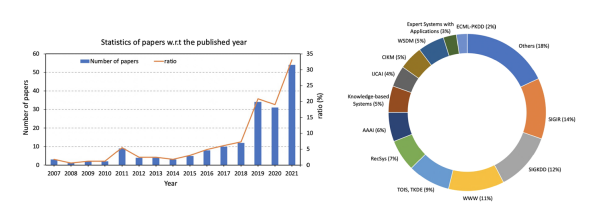 Statistics of papers w.r.t the published year
Number of papers
ratio
60
50
40
30
20
10
0
Number of papers
35
30
25
20
15
10
5
0
ratio (%)
2007 2008 2009 2010 2011 2012 2013 2014 2015 2016 2017 2018 2019 2020 2021
Year
Expert Systems with
Applications (3%)
ECML-PKDD (2%)
WSDM (5%)
Others (18%)
CIKM (5%)
IJCAI (4%)
Knowledge-based
Systems (5%)
SIGIR (14%)
AAAI (6%)
RecSys (7%)
SIGKDD (12%)
TOIS, TKDE (9%)
WWW (11%)